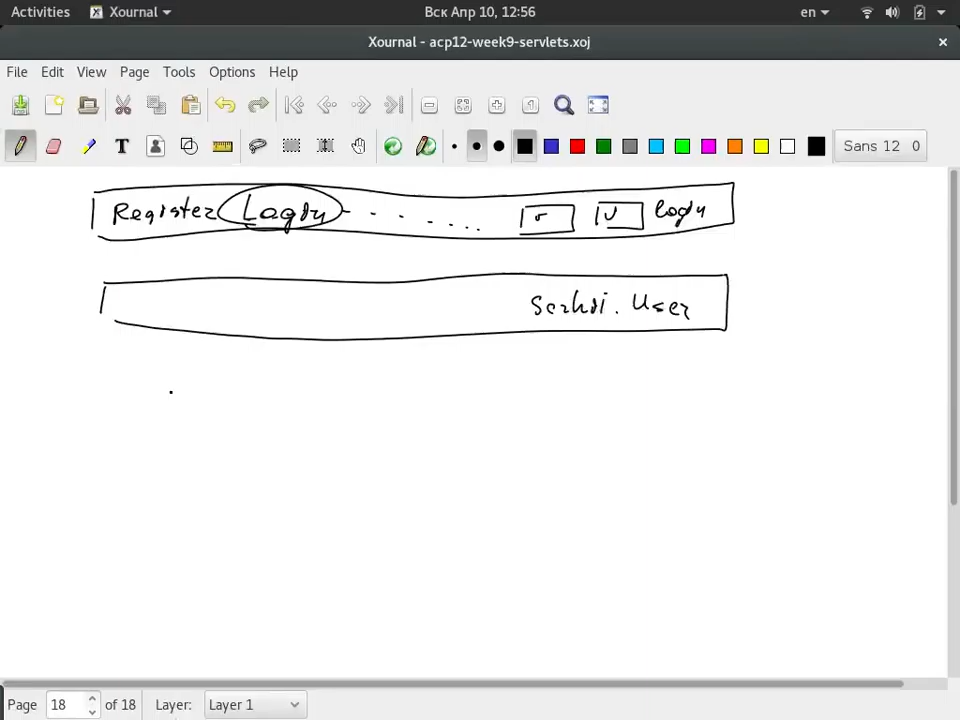 Activities Xournal Вск Апр 10, 12:56 en
Xournal - acp12-week9-servlets.xoj
File Edit View Page Tools Options Help
Sans 12 0
Register Login login
User
Page 18 of 18 Layer: Layer 1